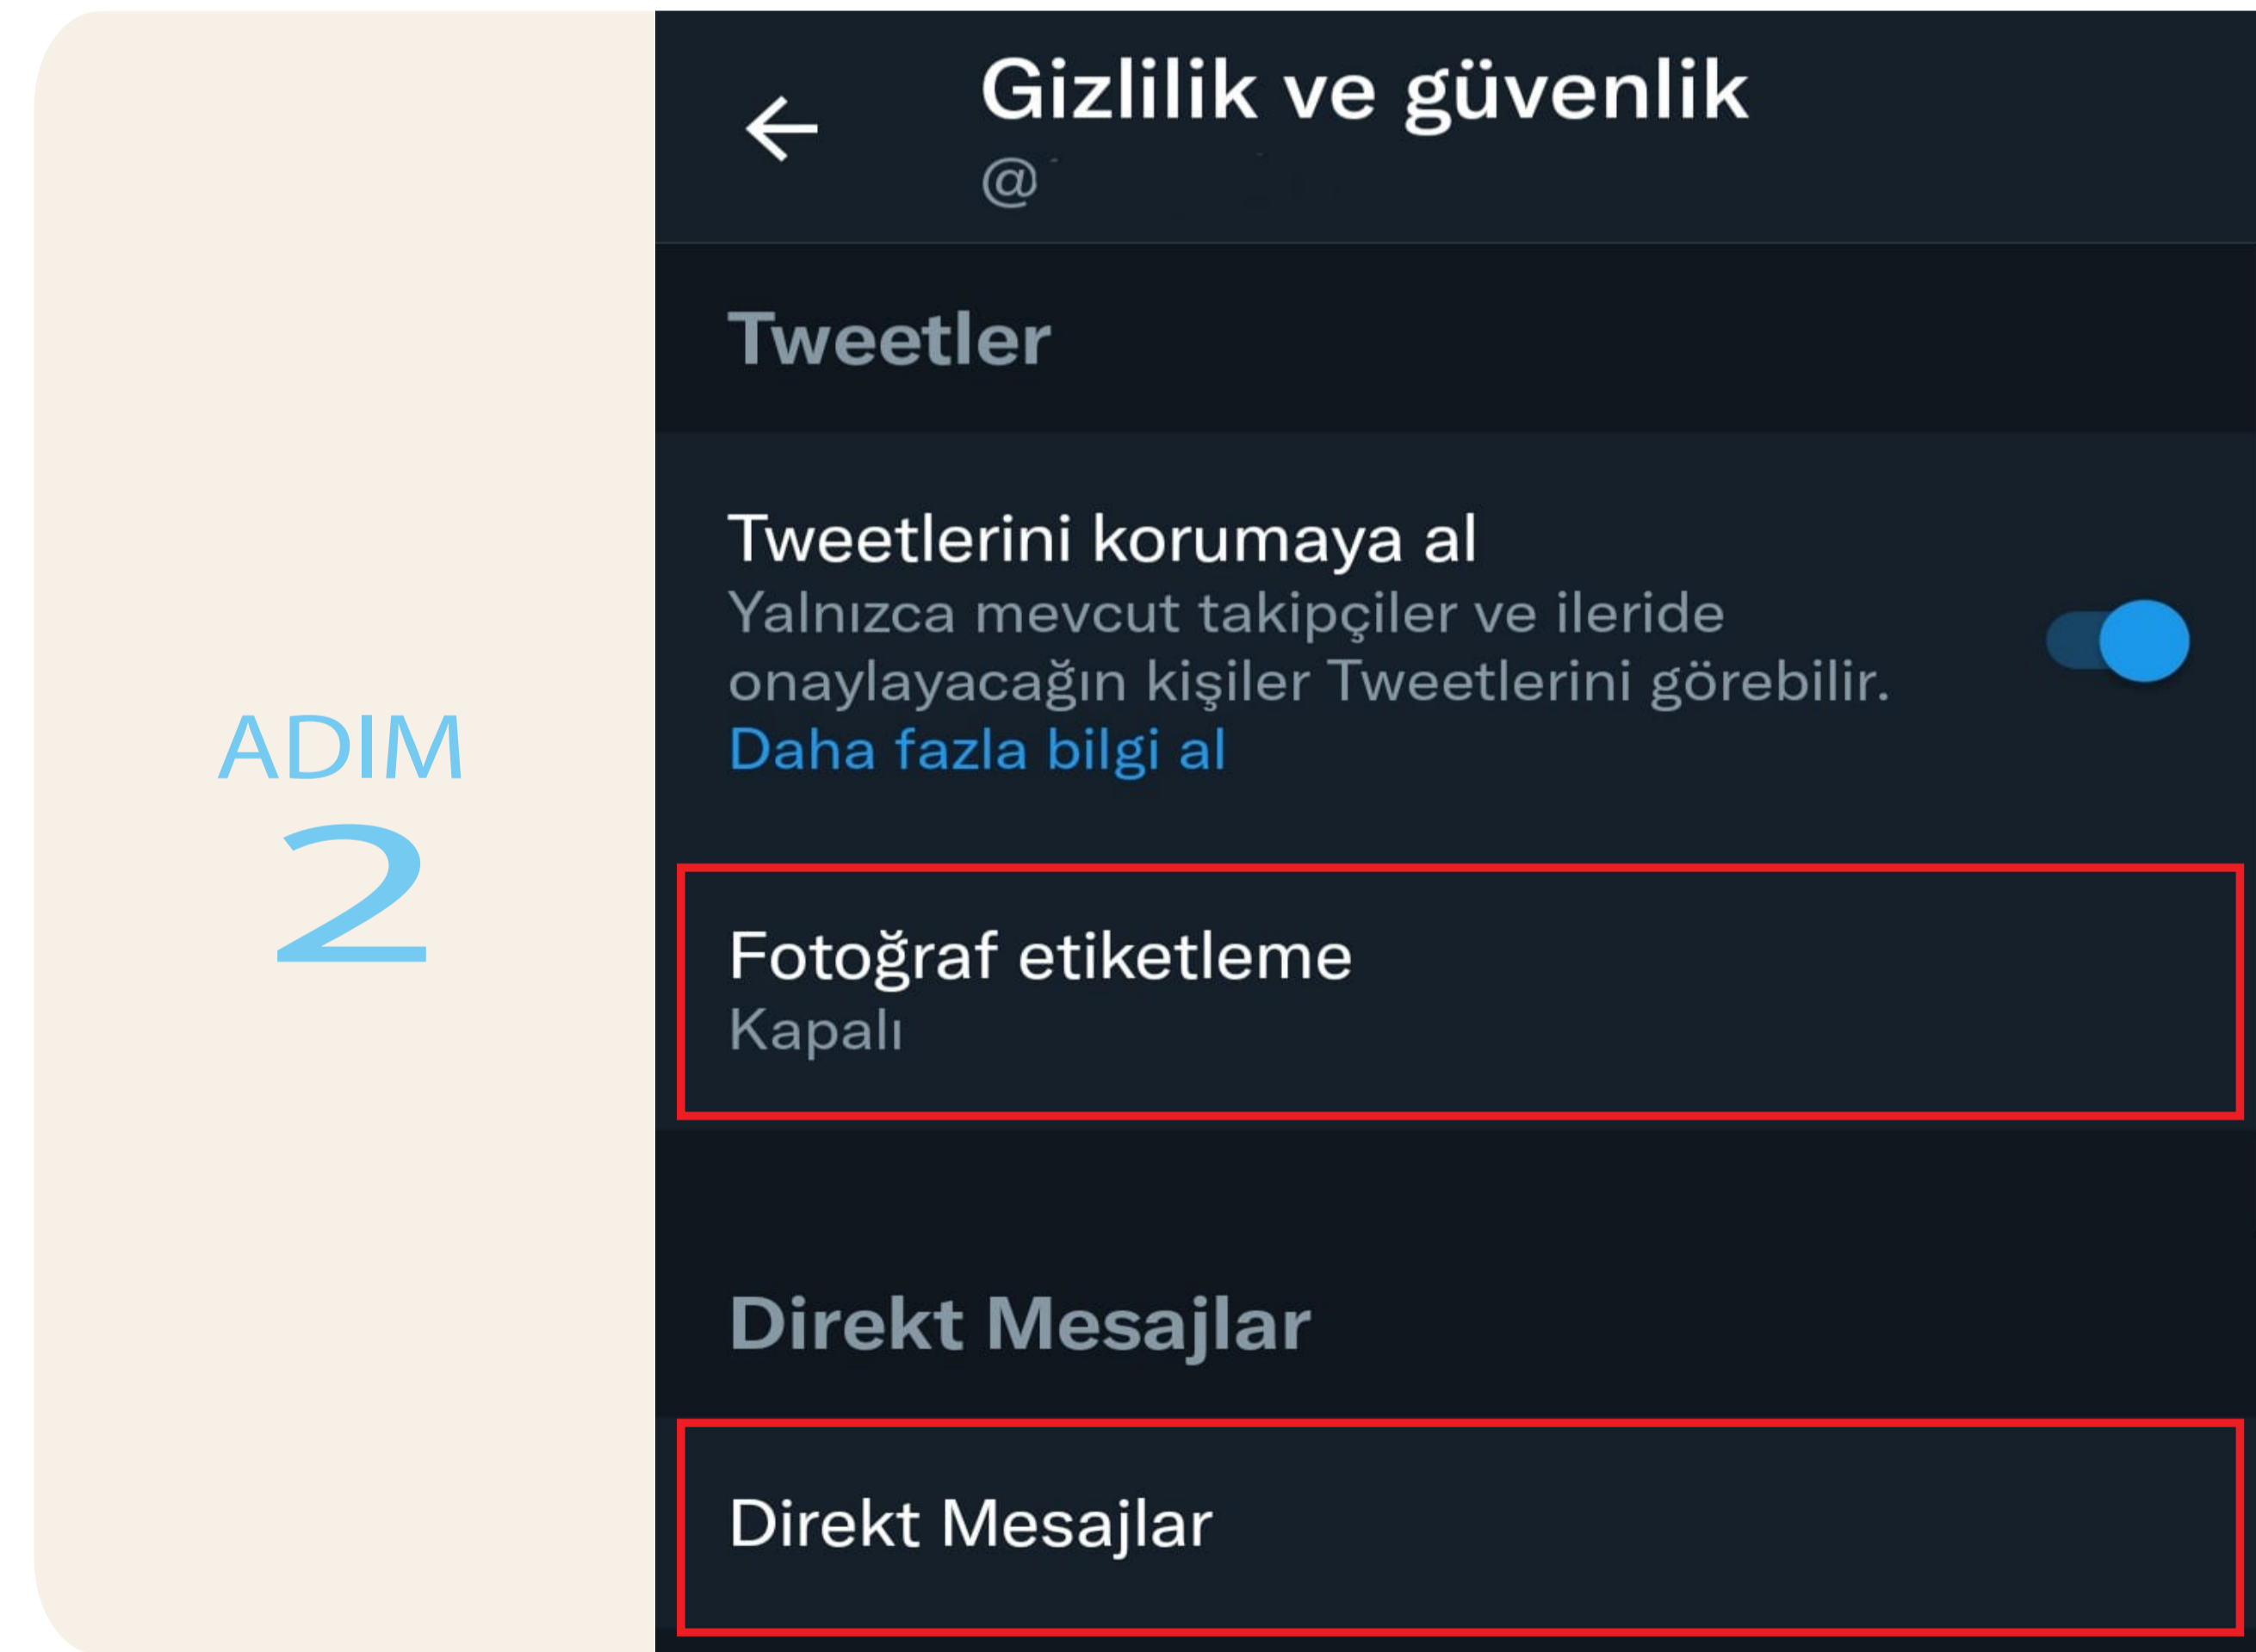 ADIM
2
Gizlilik ve güvenlik
@
Tweetler
Tweetlerini korumaya al
Yalnızca mevcut takipçiler ve ileride
onaylayacağın kişiler Tweetlerini görebilir.
Daha fazla bilgi al
Fotoğraf etiketleme
Kapalı
Direkt Mesajlar
Direkt Mesajlar